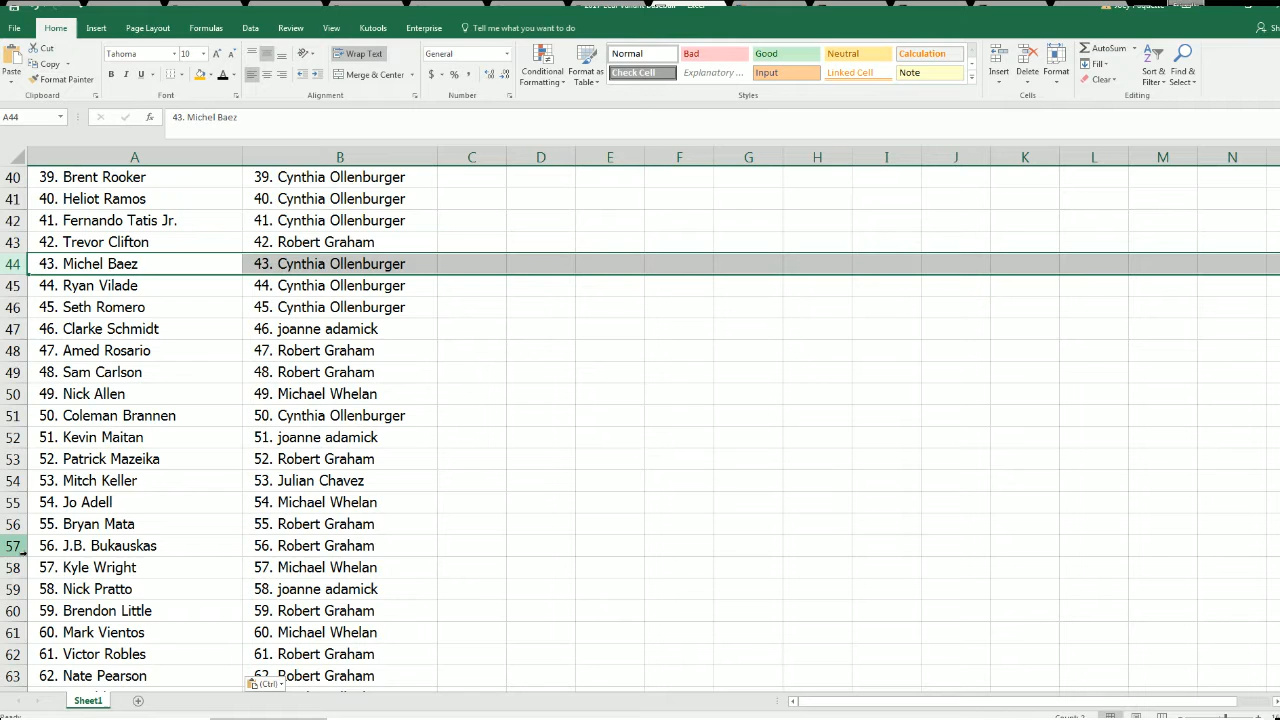 File Home Insert Page Layout Formulas Data Review View Kutools Enterprise Tell me what you want to do
Cut
Copy
Format Painter
Paste
Clipboard
Tahoma 10
B I U
Font
Wrap Text
Merge & Center
Alignment
General
$ % ,
Number
Conditional Formatting
Format as Table
Normal Bad Good Neutral Calculation
Check Cell Explanatory ... Input Linked Cell Note
Styles
Insert Delete Format
Cells
AutoSum
Fill
Clear
Sort & Filter
Find & Select
Editing
A44 fx 43. Michel Baez
A B C D E F G H I J K L M N
40 39. Brent Rooker 39. Cynthia Ollenburger
41 40. Heliot Ramos 40. Cynthia Ollenburger
42 41. Fernando Tatis Jr. 41. Cynthia Ollenburger
43 42. Trevor Clifton 42. Robert Graham
44 43. Michel Baez 43. Cynthia Ollenburger
45 44. Ryan Vilade 44. Cynthia Ollenburger
46 45. Seth Romero 45. Cynthia Ollenburger
47 46. Clarke Schmidt 46. joanne adamick
48 47. Amed Rosario 47. Robert Graham
49 48. Sam Carlson 48. Robert Graham
50 49. Nick Allen 49. Michael Whelan
51 50. Coleman Brannen 50. Cynthia Ollenburger
52 51. Kevin Maitan 51. joanne adamick
53 52. Patrick Mazeika 52. Robert Graham
54 53. Mitch Keller 53. Julian Chavez
55 54. Jo Adell 54. Michael Whelan
56 55. Bryan Mata 55. Robert Graham
57 56. J.B. Bukauskas 56. Robert Graham
58 57. Kyle Wright 57. Michael Whelan
59 58. Nick Pratto 58. joanne adamick
60 59. Brendon Little 59. Robert Graham
61 60. Mark Vientos 60. Michael Whelan
62 61. Victor Robles 61. Robert Graham
63 62. Nate Pearson 62. Robert Graham
(Ctrl)
Sheet1